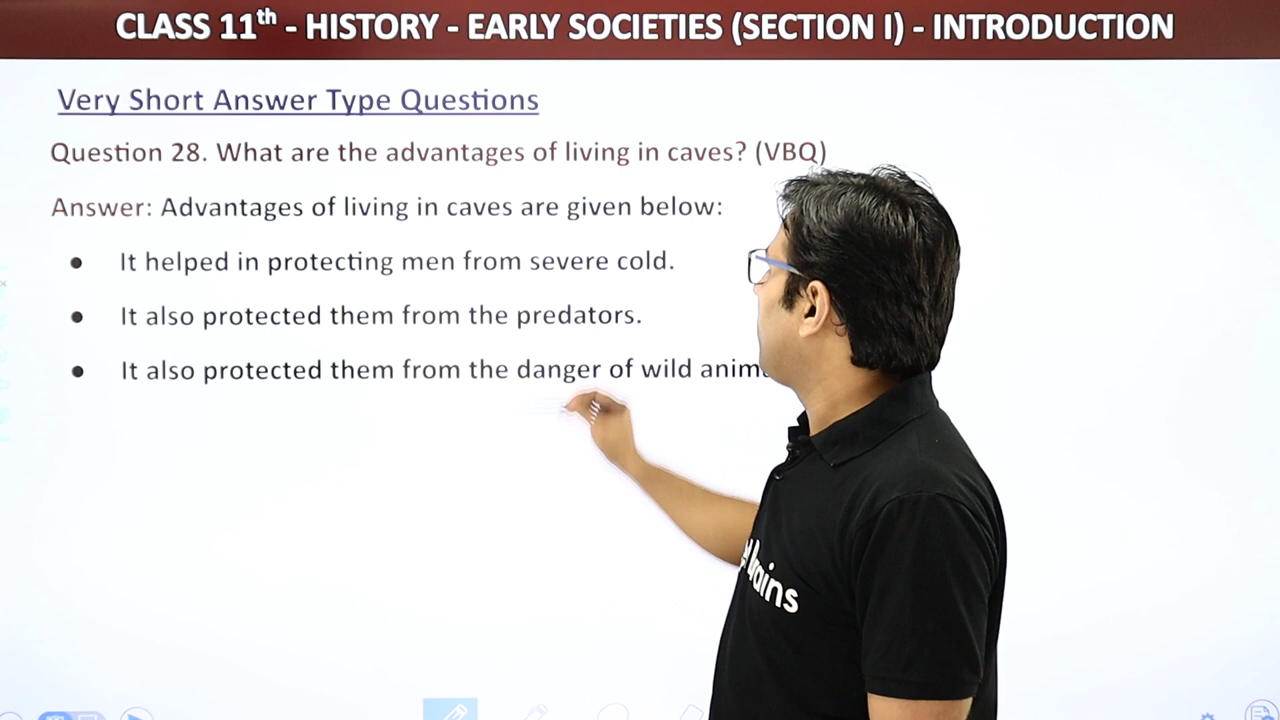 CLASS 11th - HISTORY - EARLY SOCIETIES (SECTION I) - INTRODUCTION
Very Short Answer Type Questions
Question 28. What are the advantages of living in caves? (VBQ)
Answer: Advantages of living in caves are given below:
● It helped in protecting men from severe cold.
● It also protected them from the predators.
● It also protected them from the danger of wild